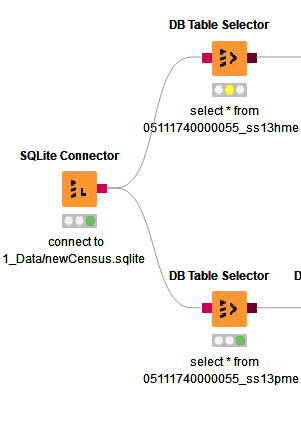 DB Table Selector
select * from
05111740000055_ss13hme
SQLite Connector
connect to
1_Data/newCensus.sqlite
DB Table Selector
D
select * from
05111740000055_ss13pme